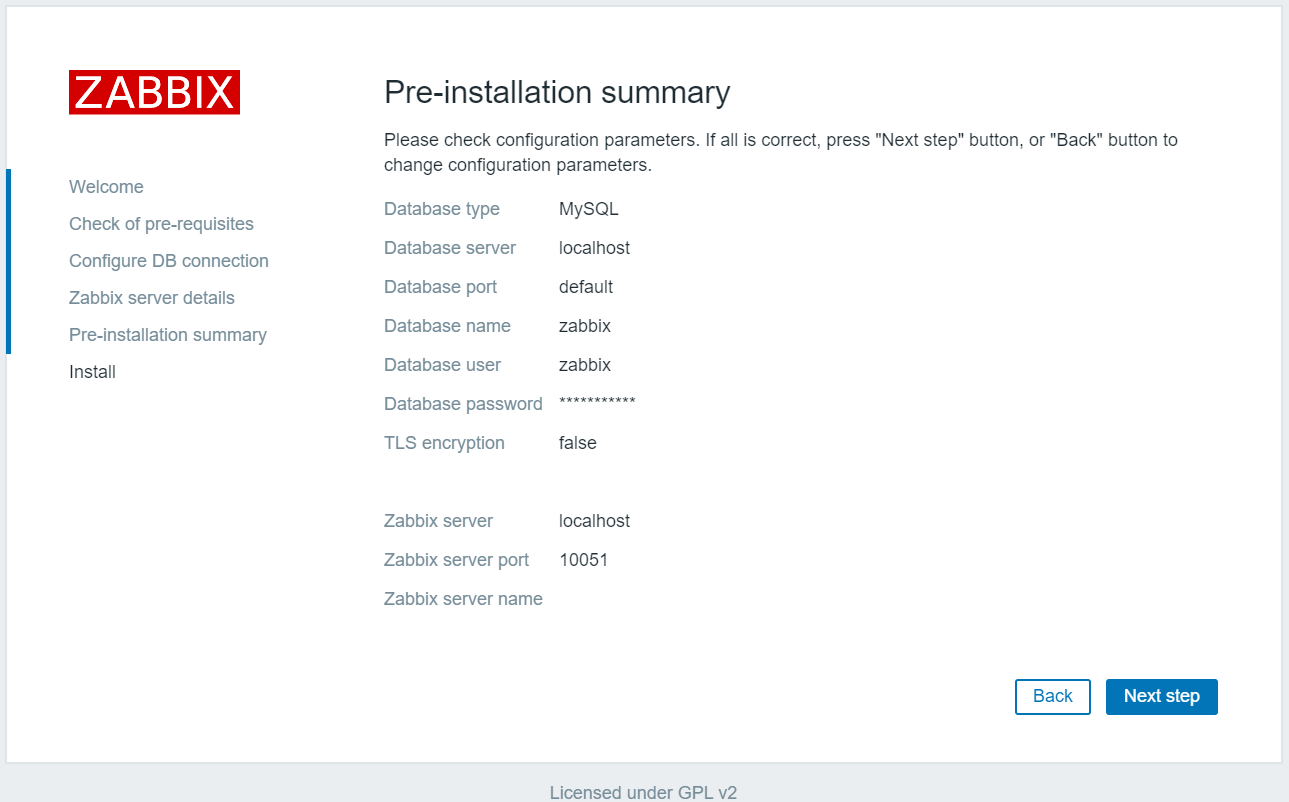 ZABBIX
Welcome
Check of pre-requisites
Configure DB connection
Zabbix server details
Pre-installation summary
Install
Pre-installation summary
Please check configuration parameters. If all is correct, press "Next step" button, or "Back" button to
change configuration parameters.
Database type MySQL
Database server localhost
Database port default
Database name zabbix
Database user zabbix
Database password ***********
TLS encryption false
Zabbix server localhost
Zabbix server port 10051
Zabbix server name
Back Next step
Licensed under GPL v2